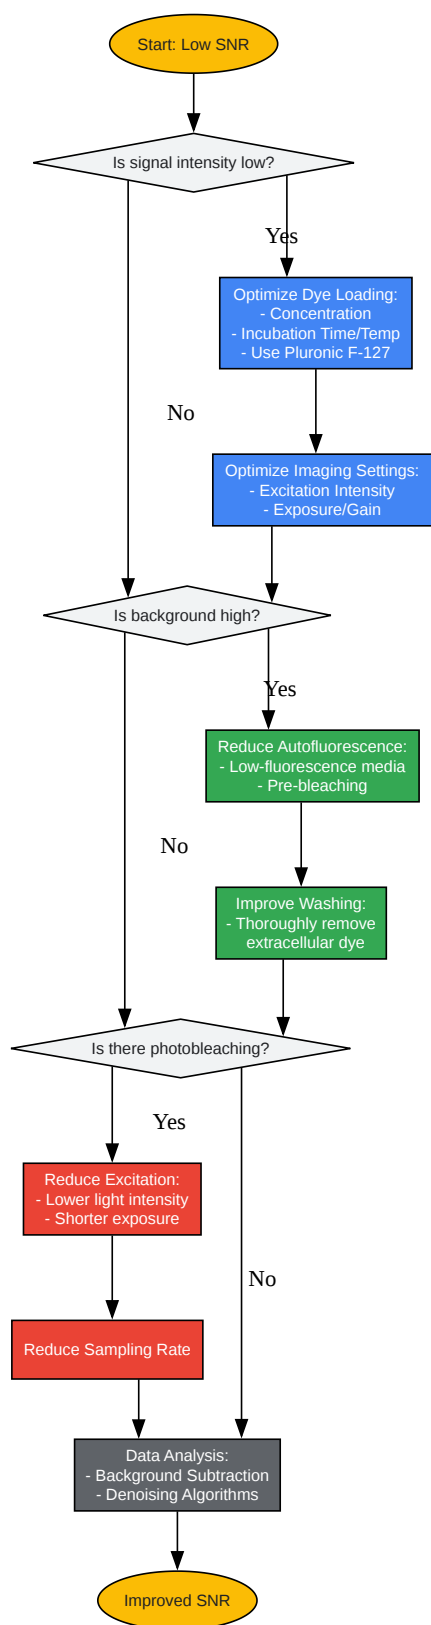 Start: Low SNR
Is signal intensity low?
Yes
Optimize Dye Loading:
- Concentration
- Incubation Time/Temp
- Use Pluronic F-127
No
Optimize Imaging Settings:
- Excitation Intensity
- Exposure/Gain
Is background high?
Yes
Reduce Autofluorescence:
- Low-fluorescence media
- Pre-bleaching
No
Improve Washing:
- Thoroughly remove
extracellular dye
Is there photobleaching?
Yes
Reduce Excitation:
- Lower light intensity
- Shorter exposure
No
Reduce Sampling Rate
Data Analysis:
- Background Subtraction
- Denoising Algorithms
Improved SNR